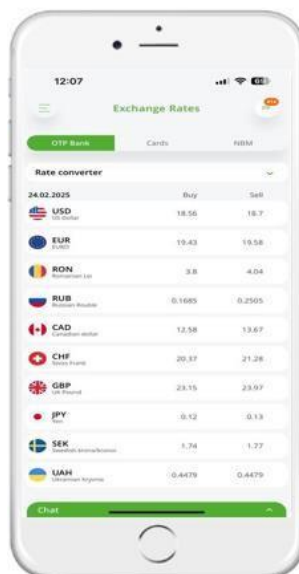 12:07
Exchange Rates
OTP Bank Cards NBM
Rate converter
24.02.2025 Buy Sell
USD 18.56 18.7
US dollar
EUR 19.43 19.58
EURO
RON 3.8 4.04
Romanian Lei
RUB 0.1685 0.2505
Russian Rouble
CAD 12.58 13.67
Canadian dollar
CHF 20.37 21.28
Swiss Frank
GBP 23.15 23.97
UK Pound
JPY 0.12 0.13
Yen
SEK 1.74 1.77
Swedish krona/kronor
UAH 0.4479 0.4479
Ukrainian Hryvnia
Chat